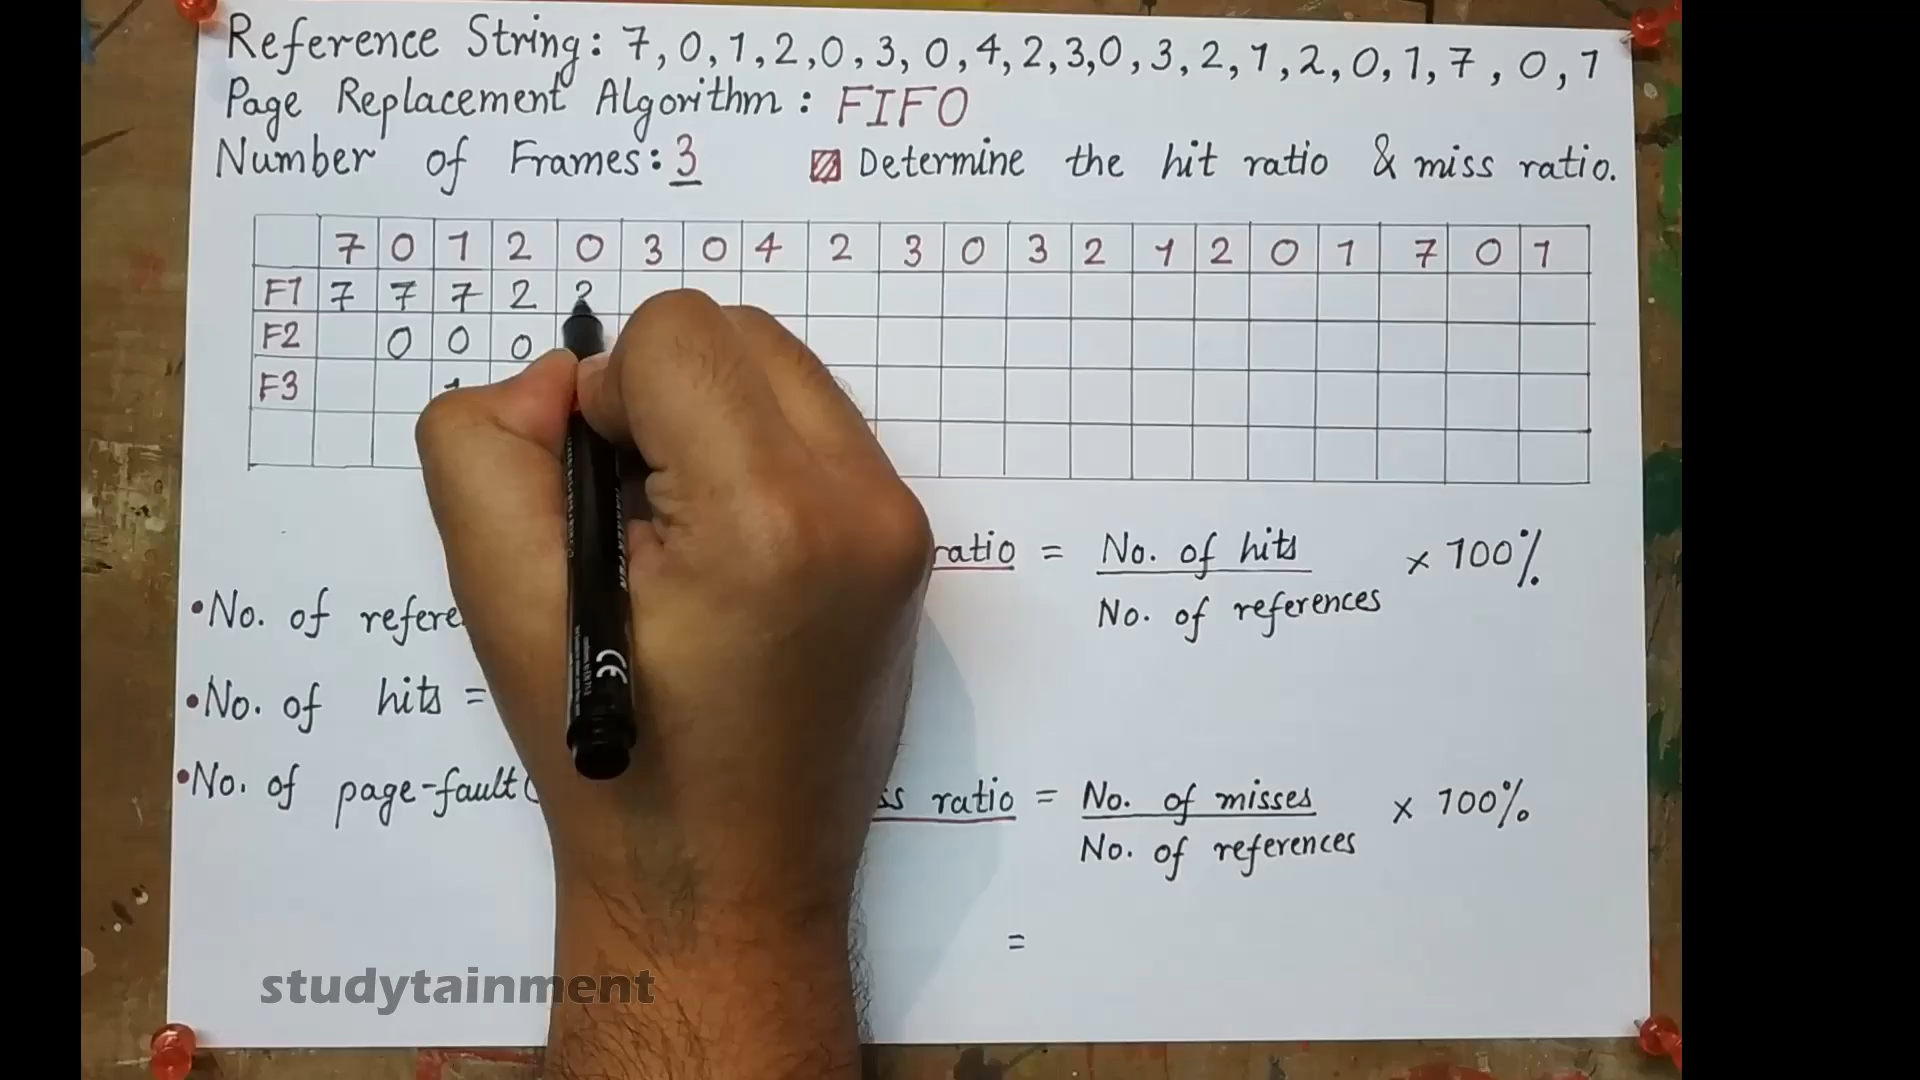 Reference String: 7, 0, 1, 2, 0, 3, 0, 4, 2, 3, 0, 3, 2, 1, 2, 0, 1, 7, 0, 1
Page Replacement Algorithm: FIFO
Number of Frames: 3 Determine the hit ratio & miss ratio.
7 0 1 2 0 3 0 4 2 3 0 3 2 1 2 0 1 7 0 1
F1 7 7 7 2 2
F2 0 0 0
F3 1
ratio = No. of hits × 100%
No. of references
•No. of refere
•No. of hits =
•No. of page-fault(
ss ratio = No. of misses × 100%
No. of references
=
studytainment
CE